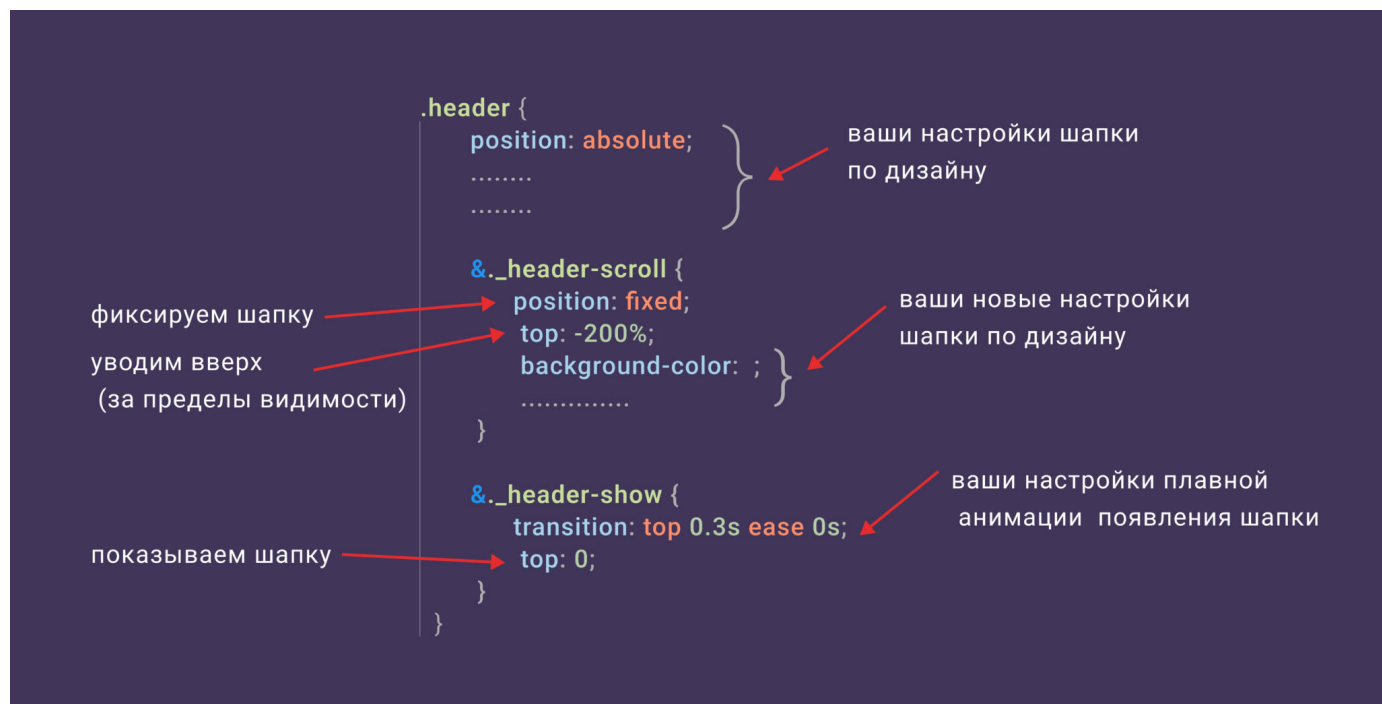 .header {
position: absolute;
........
........
ваши настройки шапки
по дизайну
&._header-scroll {
position: fixed;
top: -200%;
background-color: ;
..............
}
фиксируем шапку
уводим вверх
(за пределы видимости)
ваши новые настройки
шапки по дизайну
&._header-show {
transition: top 0.3s ease 0s;
top: 0;
}
}
показываем шапку
ваши настройки плавной
анимации появления шапки